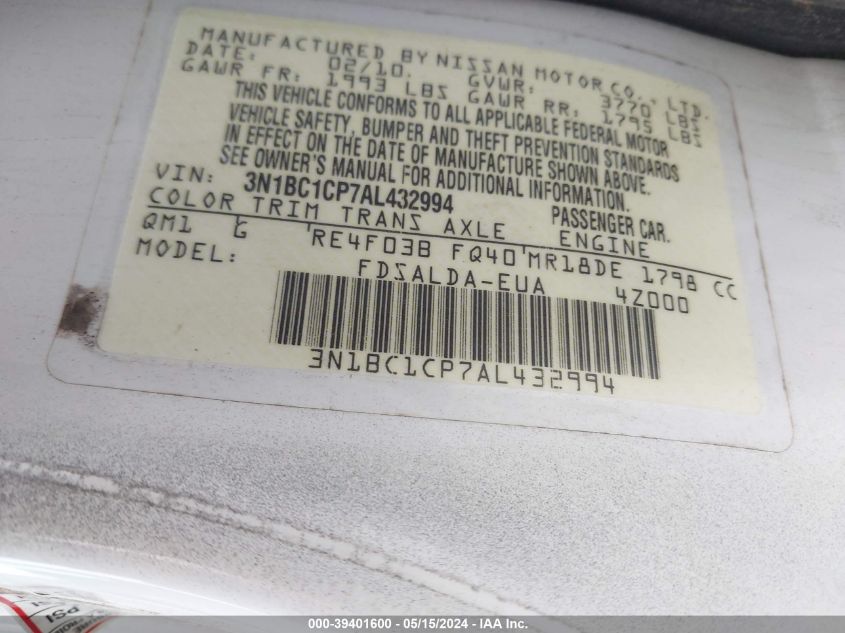 MANUFACTURED BY NISSAN MOTOR CO., LTD.
DATE: 02/10. GVWR: 3770 LBS
GAWR FR: 1993 LBS GAWR RR: 1795 LBS
THIS VEHICLE CONFORMS TO ALL APPLICABLE FEDERAL MOTOR
VEHICLE SAFETY, BUMPER AND THEFT PREVENTION STANDARDS
IN EFFECT ON THE DATE OF MANUFACTURE SHOWN ABOVE.
SEE OWNER'S MANUAL FOR ADDITIONAL INFORMATION.
VIN: 3N1BC1CP7AL432994 PASSENGER CAR.
COLOR TRIM TRANS AXLE ENGINE
QM1 G RE4F03B FQ40 MR18DE 1798 CC
MODEL: FDSALDA-EUA 4Z000
3N1BC1CP7AL432994
PSI
000-39401600 - 05/15/2024 - IAA Inc.